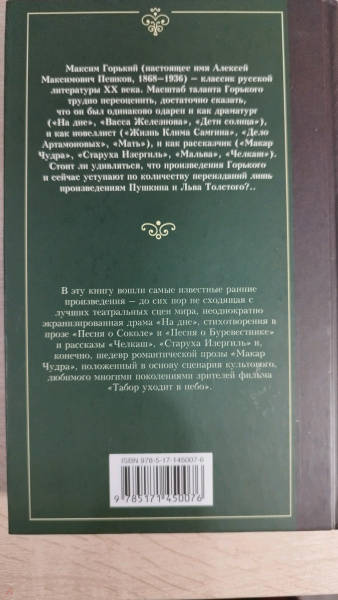 Максим Горький (настоящее имя Алексей
Максимович Пешков, 1868—1936) — классик русской
литературы XX века. Масштаб таланта Горького
трудно переоценить, достаточно сказать,
что он был одинаково одарен и как драматург
(«На дне», «Васса Железнова», «Дети солнца»),
и как новеллист («Жизнь Клима Самгина», «Дело
Артамоновых», «Мать»), и как рассказчик («Макар
Чудра», «Старуха Изергиль», «Мальва», «Челкаш»).
Стоит ли удивляться, что произведения Горького
и сейчас уступают по количеству переизданий лишь
произведениям Пушкина и Льва Толстого?..
В эту книгу вошли самые известные ранние
произведения — до сих пор не сходящая с
лучших театральных сцен мира, неоднократно
экранизированная драма «На дне», стихотворения в
прозе «Песня о Соколе» и «Песня о Буревестнике»
и рассказы «Челкаш», «Старуха Изергиль» и,
конечно, шедевр романтической прозы «Макар
Чудра», положенный в основу сценария культового,
любимого многими поколениями зрителей фильма
«Табор уходит в небо».
ISBN 978-5-17-145007-6
9 785171 450076